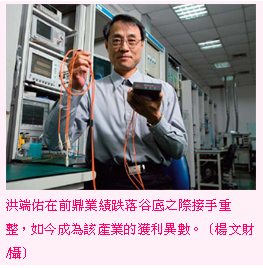 洪端佑在前鼎業績跌落谷底之際接手重
整，如今成為該產業的獲利異數。〔楊文財
/攝〕